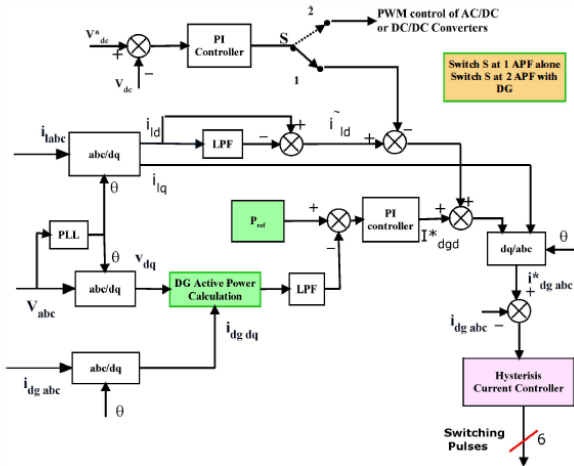 2
PWM control of AC/DC
or DC/DC Converters
V*dc
+
−
Vdc
PI
Controller
S
1
Switch S at 1 APF alone
Switch S at 2 APF with
DG
ilabc
abc/dq
ild
LPF
−
+
i~ld
+
−
ilq
θ
PLL
θ
Vabc
abc/dq
vdq
DG Active Power
Calculation
LPF
Pref
+
−
PI
controller
+
+
I*dgd
dq/abc
θ
i*dg abc
+
idg abc
−
idg dq
idg abc
abc/dq
θ
Hysterisis
Current Controller
Switching
Pulses
6